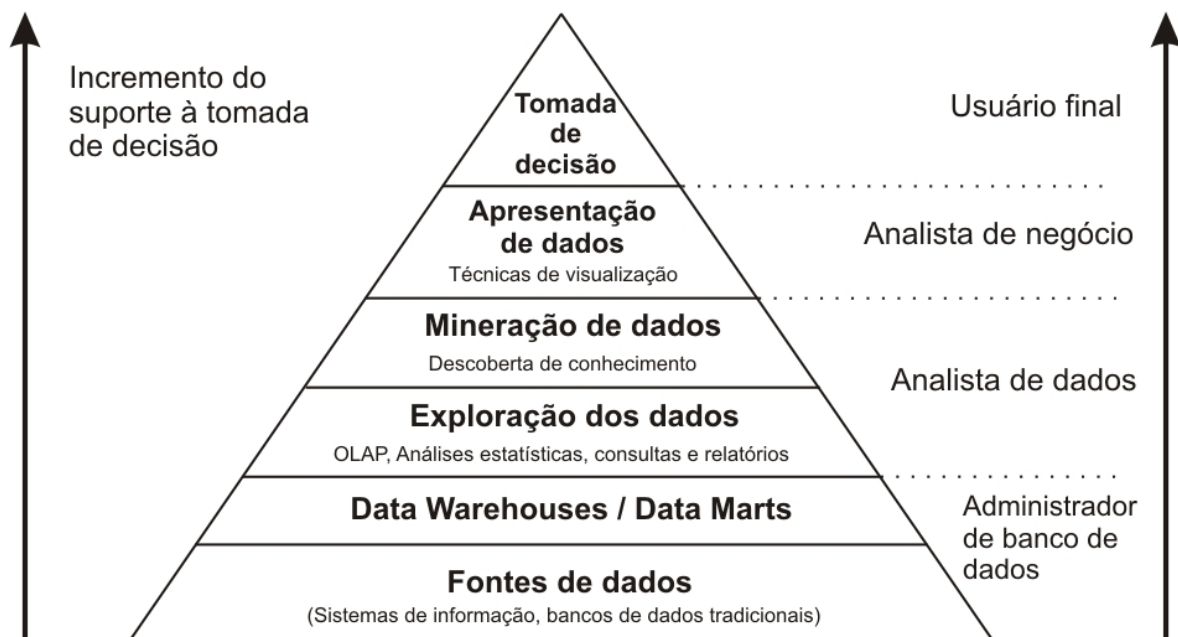 Incremento do
suporte à tomada
de decisão
Tomada
de
decisão
Usuário final
Apresentação
de dados
Técnicas de visualização
Analista de negócio
Mineração de dados
Descoberta de conhecimento
Analista de dados
Exploração dos dados
OLAP, Análises estatísticas, consultas e relatórios
Data Warehouses / Data Marts
Administrador
de banco de
dados
Fontes de dados
(Sistemas de informação, bancos de dados tradicionais)